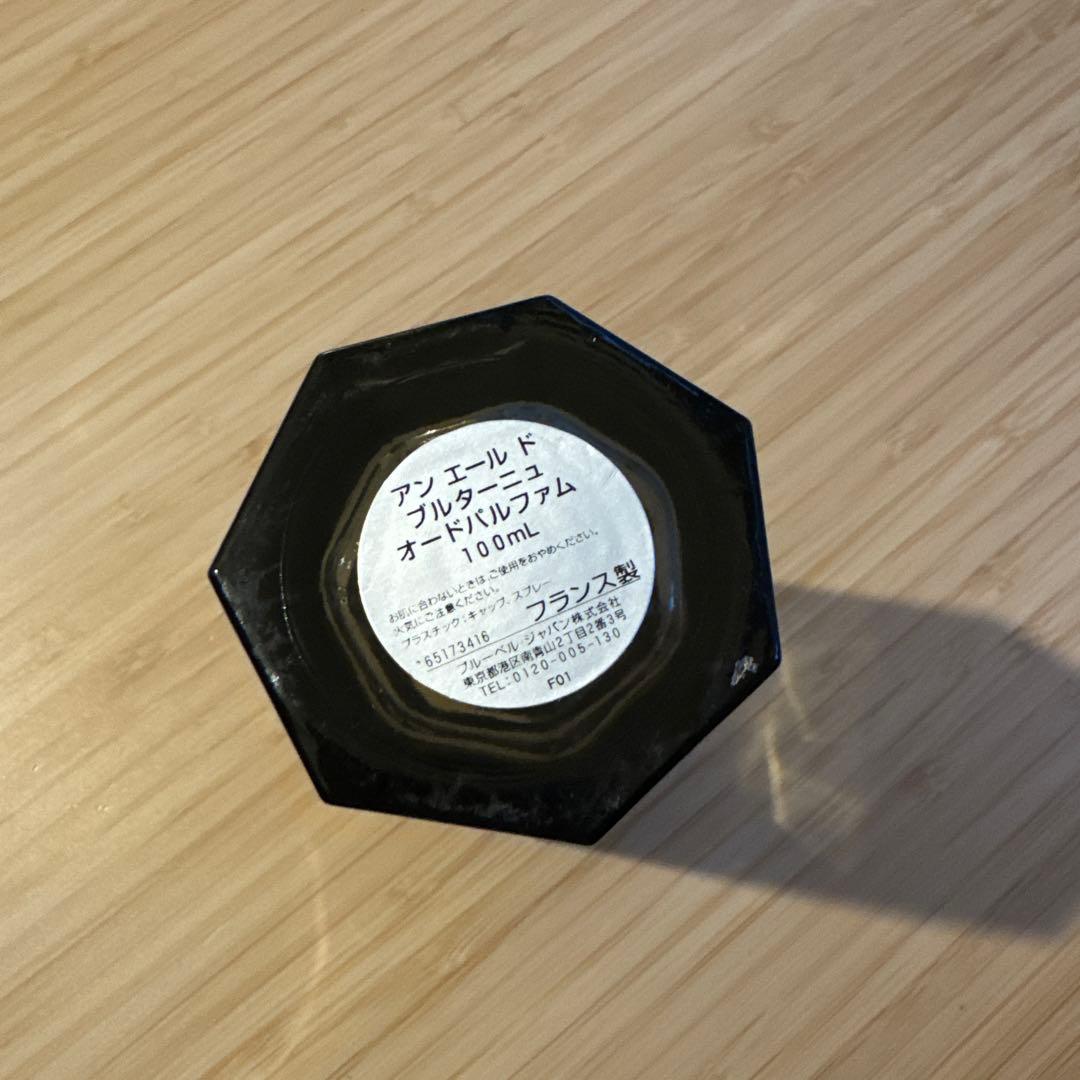 アン エール ド
ブルターニュ
オードパルファム
100mL
お肌に合わないときは、ご使用をおやめください。
火気にご注意ください。
プラスチック：キャップ、スプレー
フランス製
*65173416
ブルーベル・ジャパン株式会社
東京都港区南青山2丁目2番3号
TEL:0120-005-130
F01